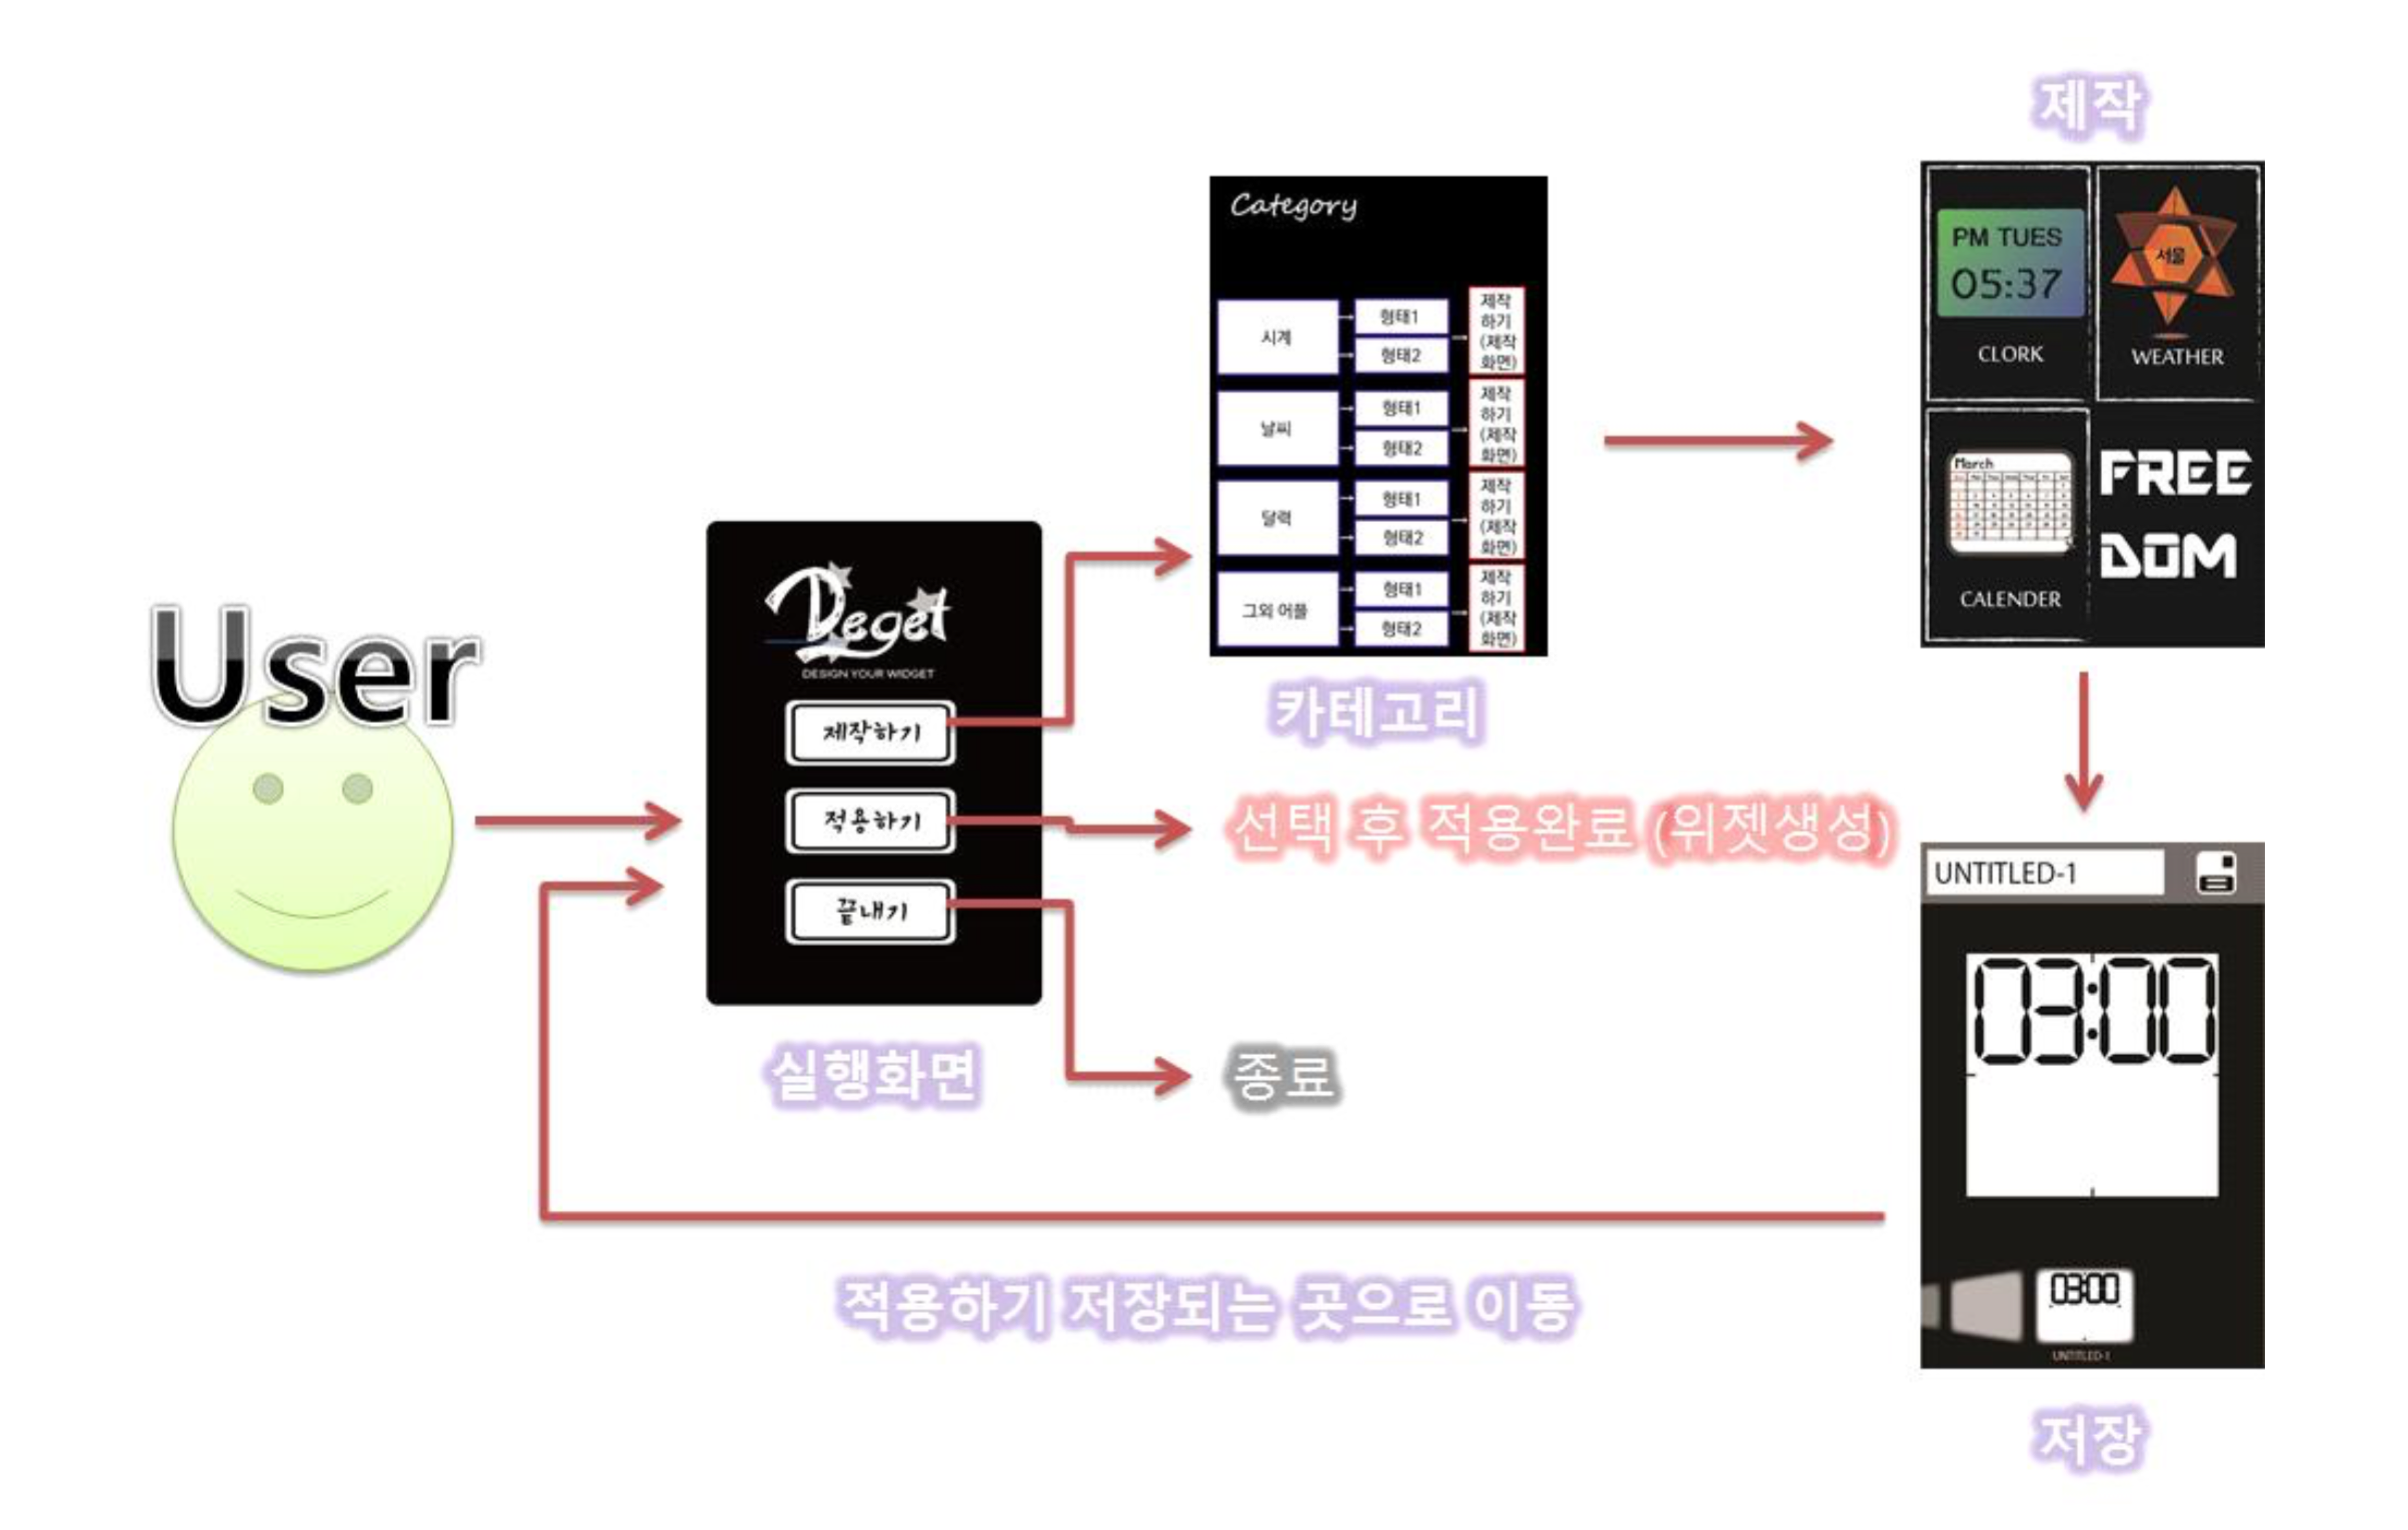 User
Deget
DESIGN YOUR WIDGET
제작하기
적용하기
끝내기
실행화면
Category
시계
형태1
형태2
제작
하기
(제작
화면)
날씨
형태1
형태2
제작
하기
(제작
화면)
달력
형태1
형태2
제작
하기
(제작
화면)
그외 어플
형태1
형태2
제작
하기
(제작
화면)
카테고리
선택 후 적용완료 (위젯생성)
종료
제작
PM TUES
05:37
CLORK
서울
WEATHER
March
CALENDER
FREE
DOM
UNTITLED-1
03:00
03:00
UNTITLED-1
저장
적용하기 저장되는 곳으로 이동